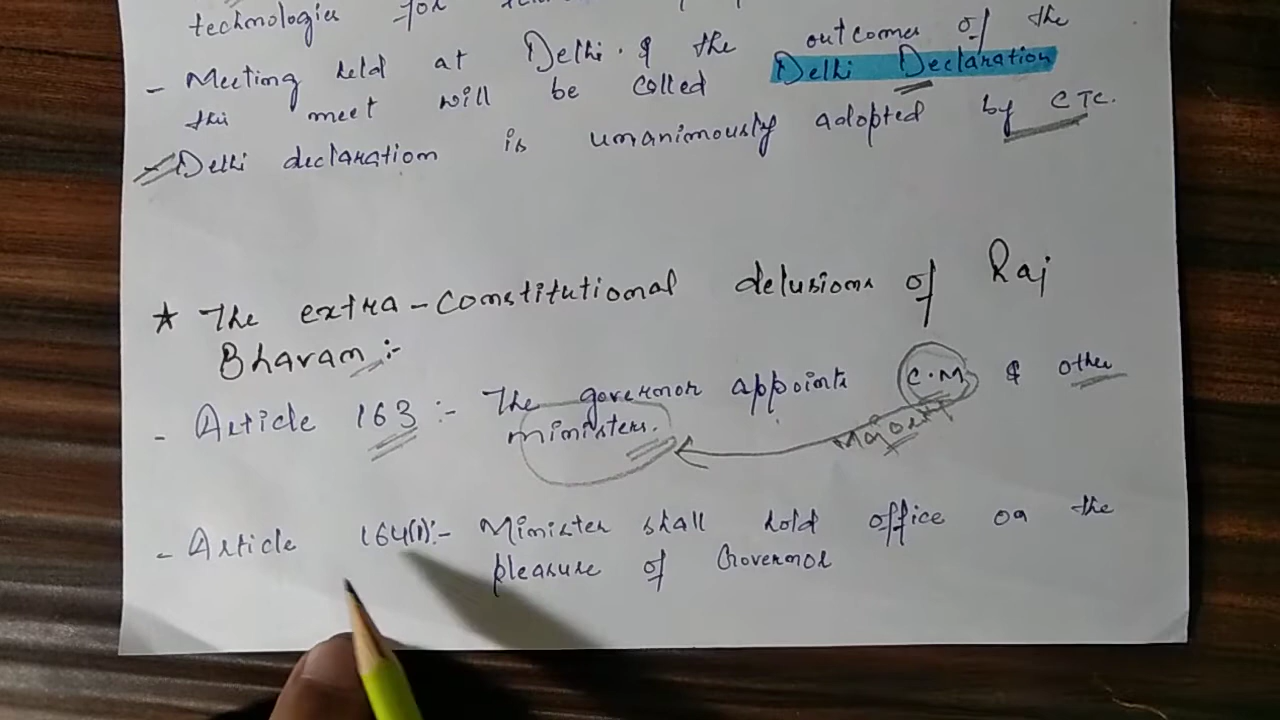 technologies for
- Meeting held at Delhi. & the outcomes of the
this meet will be called Delhi Declaration
- Delhi declaration is unanimously adopted by CTC.
★ The extra-constitutional delusions of Raj
Bhavan :-
- Article 163 :- The governor appoints C.M & other
ministers.
Majority
- Article 164(1):- Minister shall hold office on the
pleasure of Governor